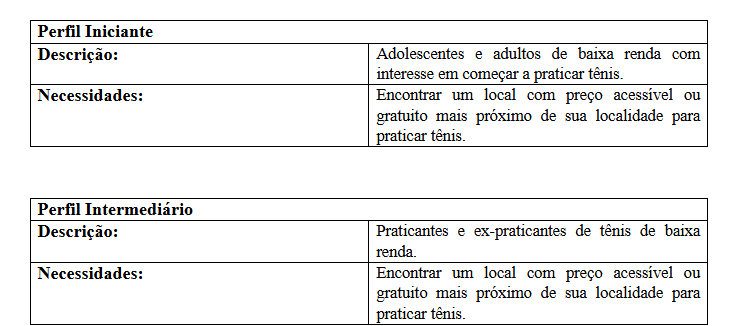 Perfil Iniciante
Descrição:
Adolescentes e adultos de baixa renda com
interesse em começar a praticar tênis.
Necessidades:
Encontrar um local com preço acessível ou
gratuito mais próximo de sua localidade para
praticar tênis.
Perfil Intermediário
Descrição:
Praticantes e ex-praticantes de tênis de baixa
renda.
Necessidades:
Encontrar um local com preço acessível ou
gratuito mais próximo de sua localidade para
praticar tênis.